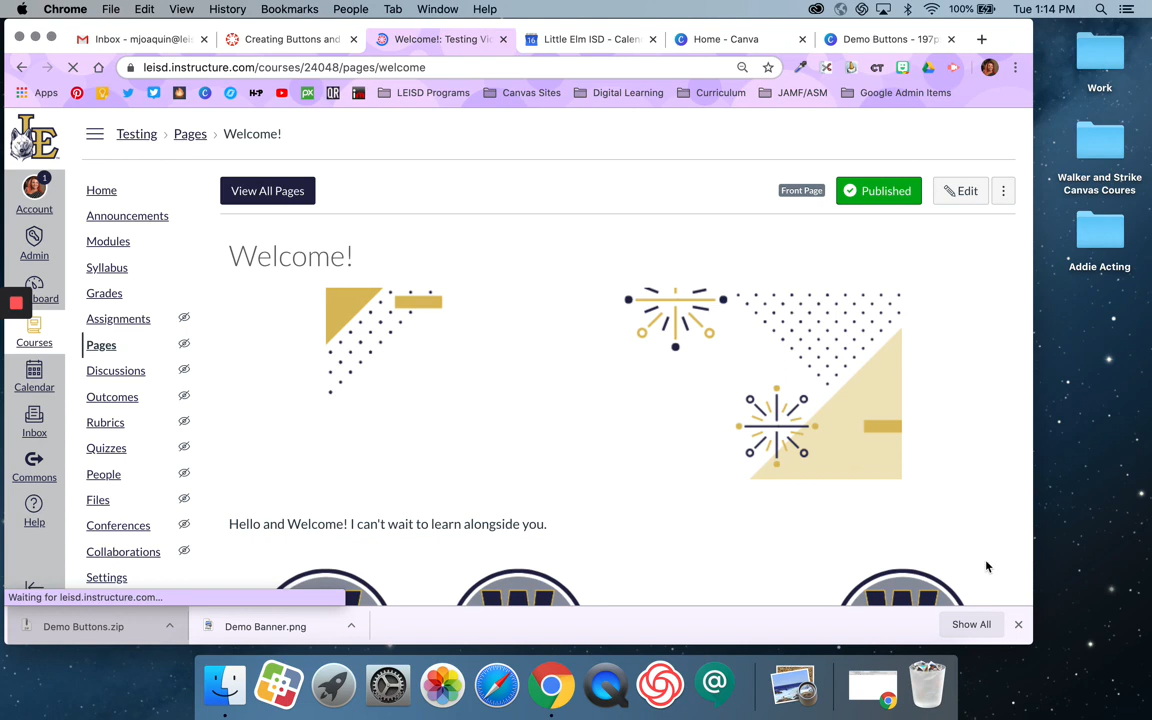 Chrome File Edit View History Bookmarks People Tab Window Help 100% Tue 1:14 PM
Inbox - mjoaquin@leis
Creating Buttons and
Welcome!: Testing Vi
Little Elm ISD - Calen
Home - Canva
Demo Buttons - 197p
leisd.instructure.com/courses/24048/pages/welcome
Apps LEISD Programs Canvas Sites Digital Learning Curriculum JAMF/ASM Google Admin Items
Work
Walker and Strike
Canvas Coures
Addie Acting
LE
Testing > Pages > Welcome!
1
Account
Admin
board
Courses
Calendar
Inbox
Commons
Help
Home
Announcements
Modules
Syllabus
Grades
Assignments
Pages
Discussions
Outcomes
Rubrics
Quizzes
People
Files
Conferences
Collaborations
Settings
View All Pages
Front Page
Published
Edit
Welcome!
Hello and Welcome! I can't wait to learn alongside you.
W W W
Waiting for leisd.instructure.com...
Demo Buttons.zip
Demo Banner.png
Show All